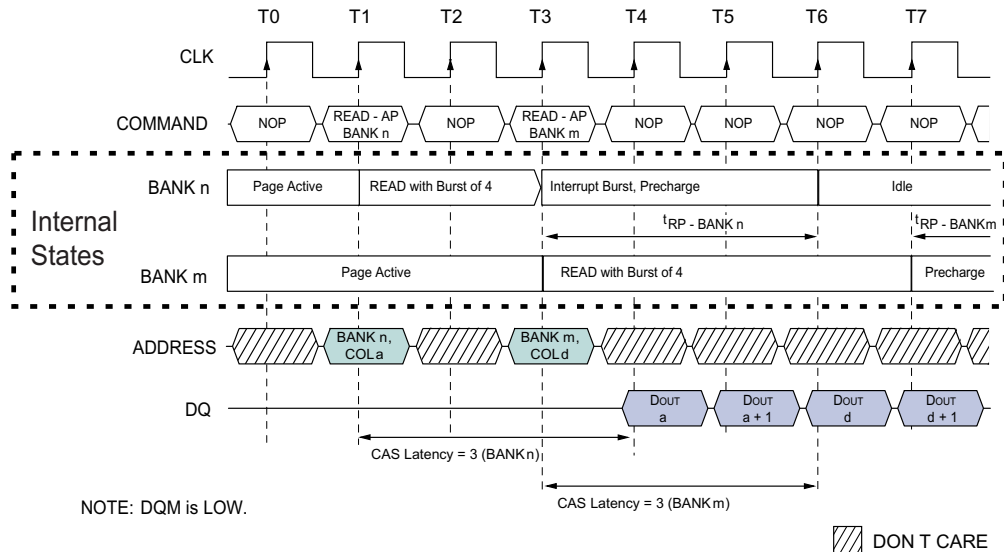 T0 T1 T2 T3 T4 T5 T6 T7
CLK
COMMAND
NOP
READ - AP
BANK n
NOP
READ - AP
BANK m
NOP
NOP
NOP
NOP
Internal
States
BANK n
Page Active
READ with Burst of 4
Interrupt Burst, Precharge
Idle
tRP - BANK n
tRP - BANK m
BANK m
Page Active
READ with Burst of 4
Precharge
ADDRESS
BANK n,
COL a
BANK m,
COL d
DQ
DOUT
a
DOUT
a + 1
DOUT
d
DOUT
d + 1
CAS Latency = 3 (BANK n)
CAS Latency = 3 (BANK m)
NOTE: DQM is LOW.
DON T CARE